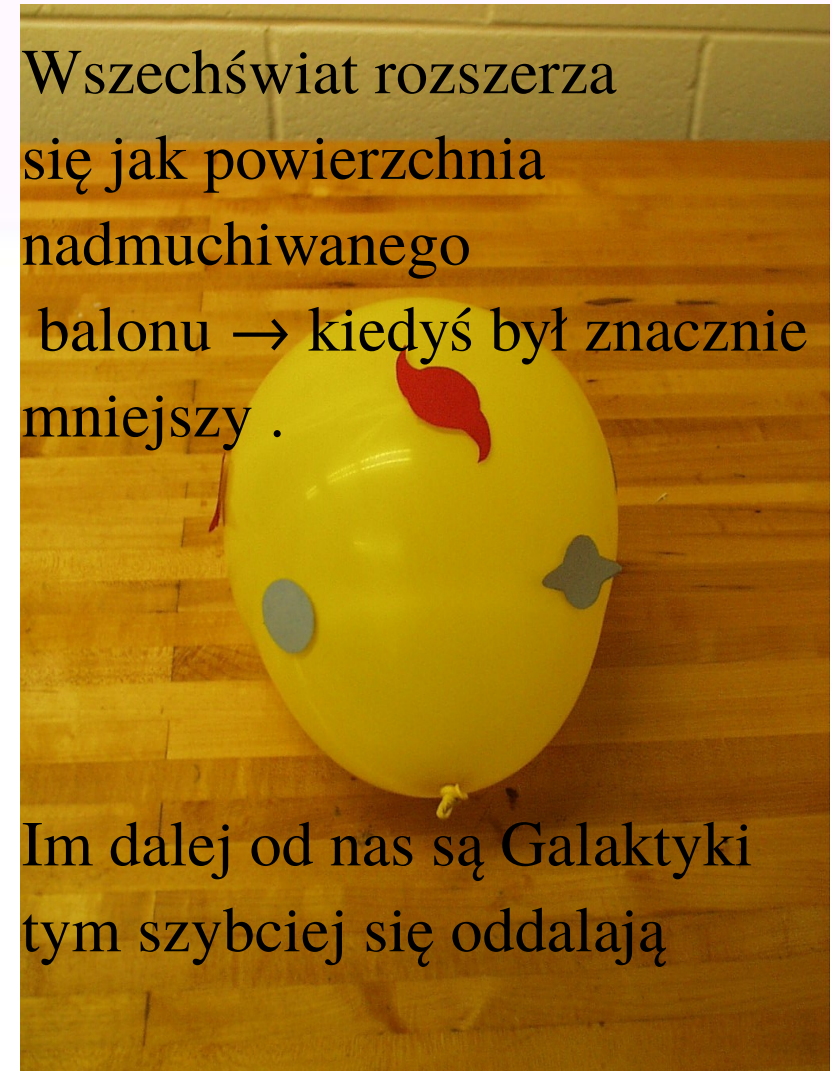 Wszechświat rozszerza
się jak powierzchnia
nadmuchiwanego
balonu → kiedyś był znacznie
mniejszy .
Im dalej od nas są Galaktyki
tym szybciej się oddalają